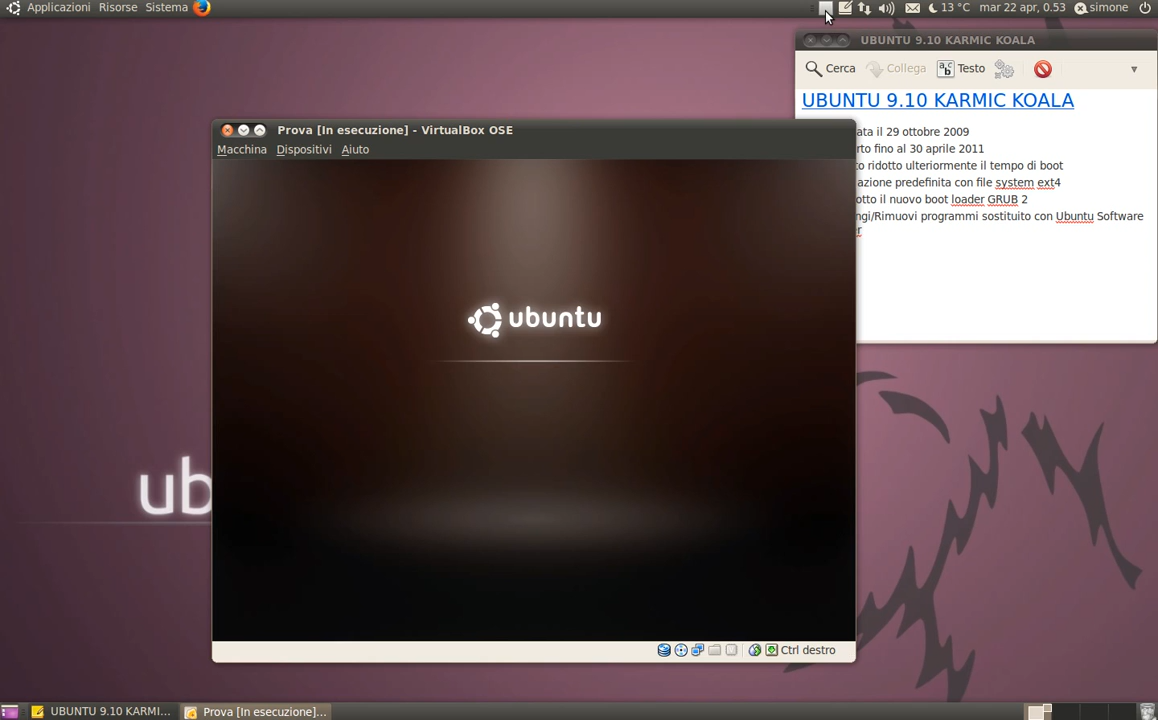 Applicazioni Risorse Sistema
13 °C mar 22 apr, 0.53 simone
UBUNTU 9.10 KARMIC KOALA
Cerca Collega Testo
UBUNTU 9.10 KARMIC KOALA
ata il 29 ottobre 2009
rto fino al 30 aprile 2011
to ridotto ulteriormente il tempo di boot
azione predefinita con file system ext4
otto il nuovo boot loader GRUB 2
ngi/Rimuovi programmi sostituito con Ubuntu Software
er
Prova [In esecuzione] - VirtualBox OSE
Macchina Dispositivi Aiuto
ubuntu
ub
Ctrl destro
UBUNTU 9.10 KARMI... Prova [In esecuzione]...